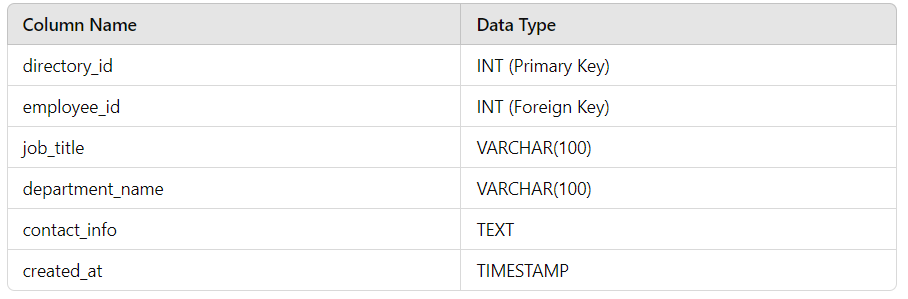 Column Name Data Type
directory_id INT (Primary Key)
employee_id INT (Foreign Key)
job_title VARCHAR(100)
department_name VARCHAR(100)
contact_info TEXT
created_at TIMESTAMP